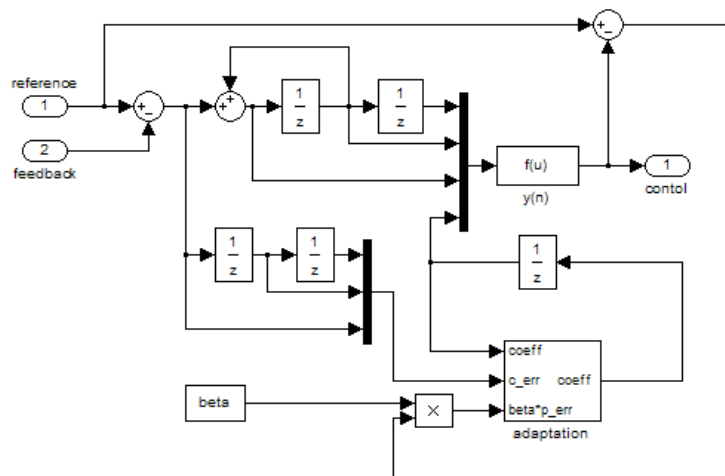 +
−
reference
1
+
−
+
+
1
z
1
z
2
feedback
f(u)
y(n)
1
contol
1
z
1
z
1
z
coeff
c_err
coeff
beta*p_err
adaptation
beta
×